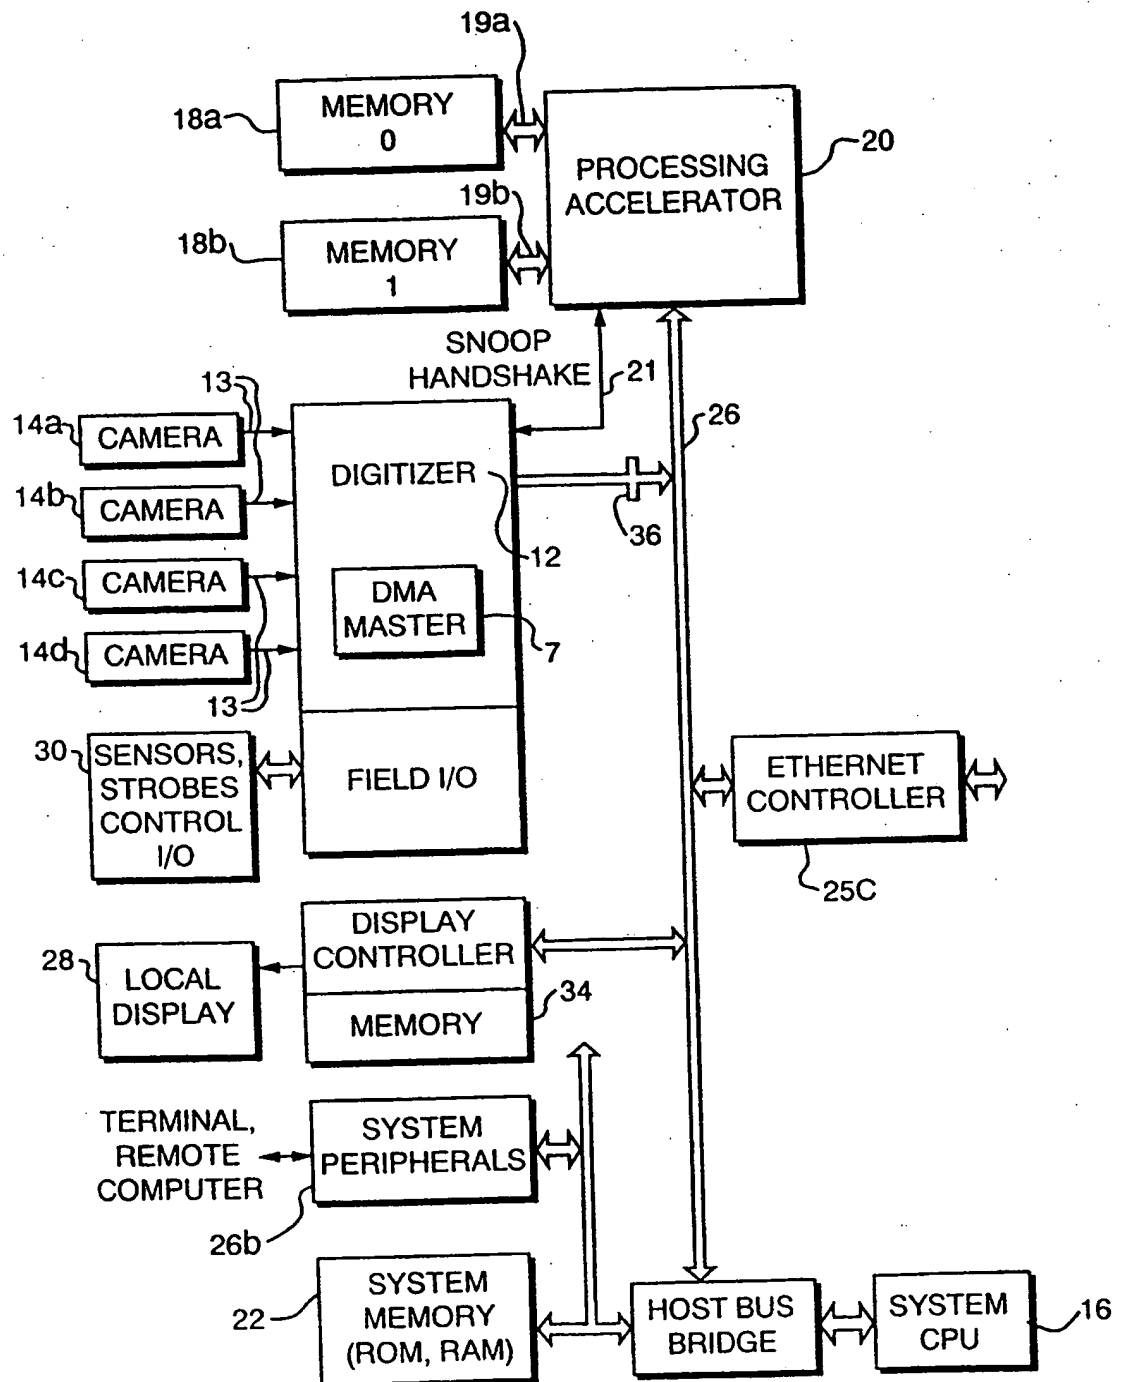 19a
18a
MEMORY
0
PROCESSING
ACCELERATOR
20
19b
18b
MEMORY
1
SNOOP
HANDSHAKE
21
13
14a
CAMERA
26
DIGITIZER
14b
CAMERA
36
12
14c
CAMERA
DMA
MASTER
7
14d
CAMERA
13
30
SENSORS,
STROBES
CONTROL
I/O
FIELD I/O
ETHERNET
CONTROLLER
25C
DISPLAY
CONTROLLER
28
LOCAL
DISPLAY
34
MEMORY
TERMINAL,
REMOTE
COMPUTER
SYSTEM
PERIPHERALS
26b
SYSTEM
MEMORY
(ROM, RAM)
22
HOST BUS
BRIDGE
SYSTEM
CPU
16